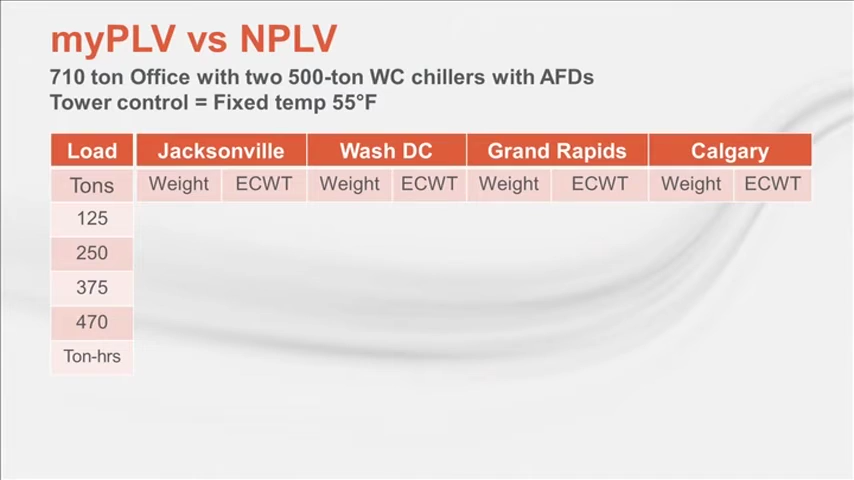 myPLV vs NPLV
710 ton Office with two 500-ton WC chillers with AFDs
Tower control = Fixed temp 55°F
Load Jacksonville Wash DC Grand Rapids Calgary
Tons Weight ECWT Weight ECWT Weight ECWT Weight ECWT
125
250
375
470
Ton-hrs